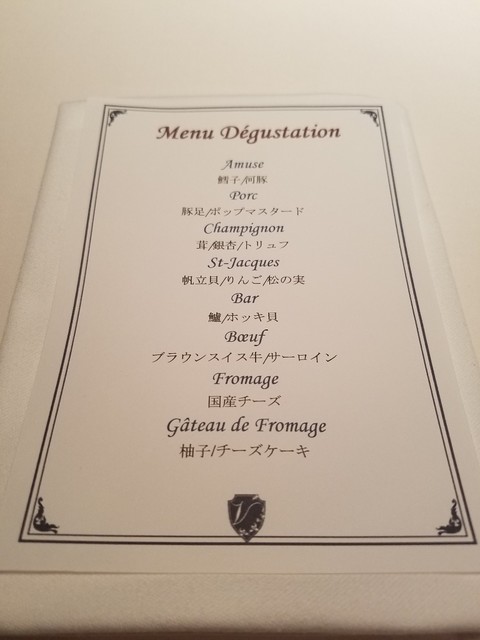 Menu Dégustation
Amuse
鱈子/河豚
Porc
豚足/ポップマスタード
Champignon
茸/銀杏/トリュフ
St-Jacques
帆立貝/りんご/松の実
Bar
鱸/ホッキ貝
Bœuf
ブラウンスイス牛/サーロイン
Fromage
国産チーズ
Gâteau de Fromage
柚子/チーズケーキ
V